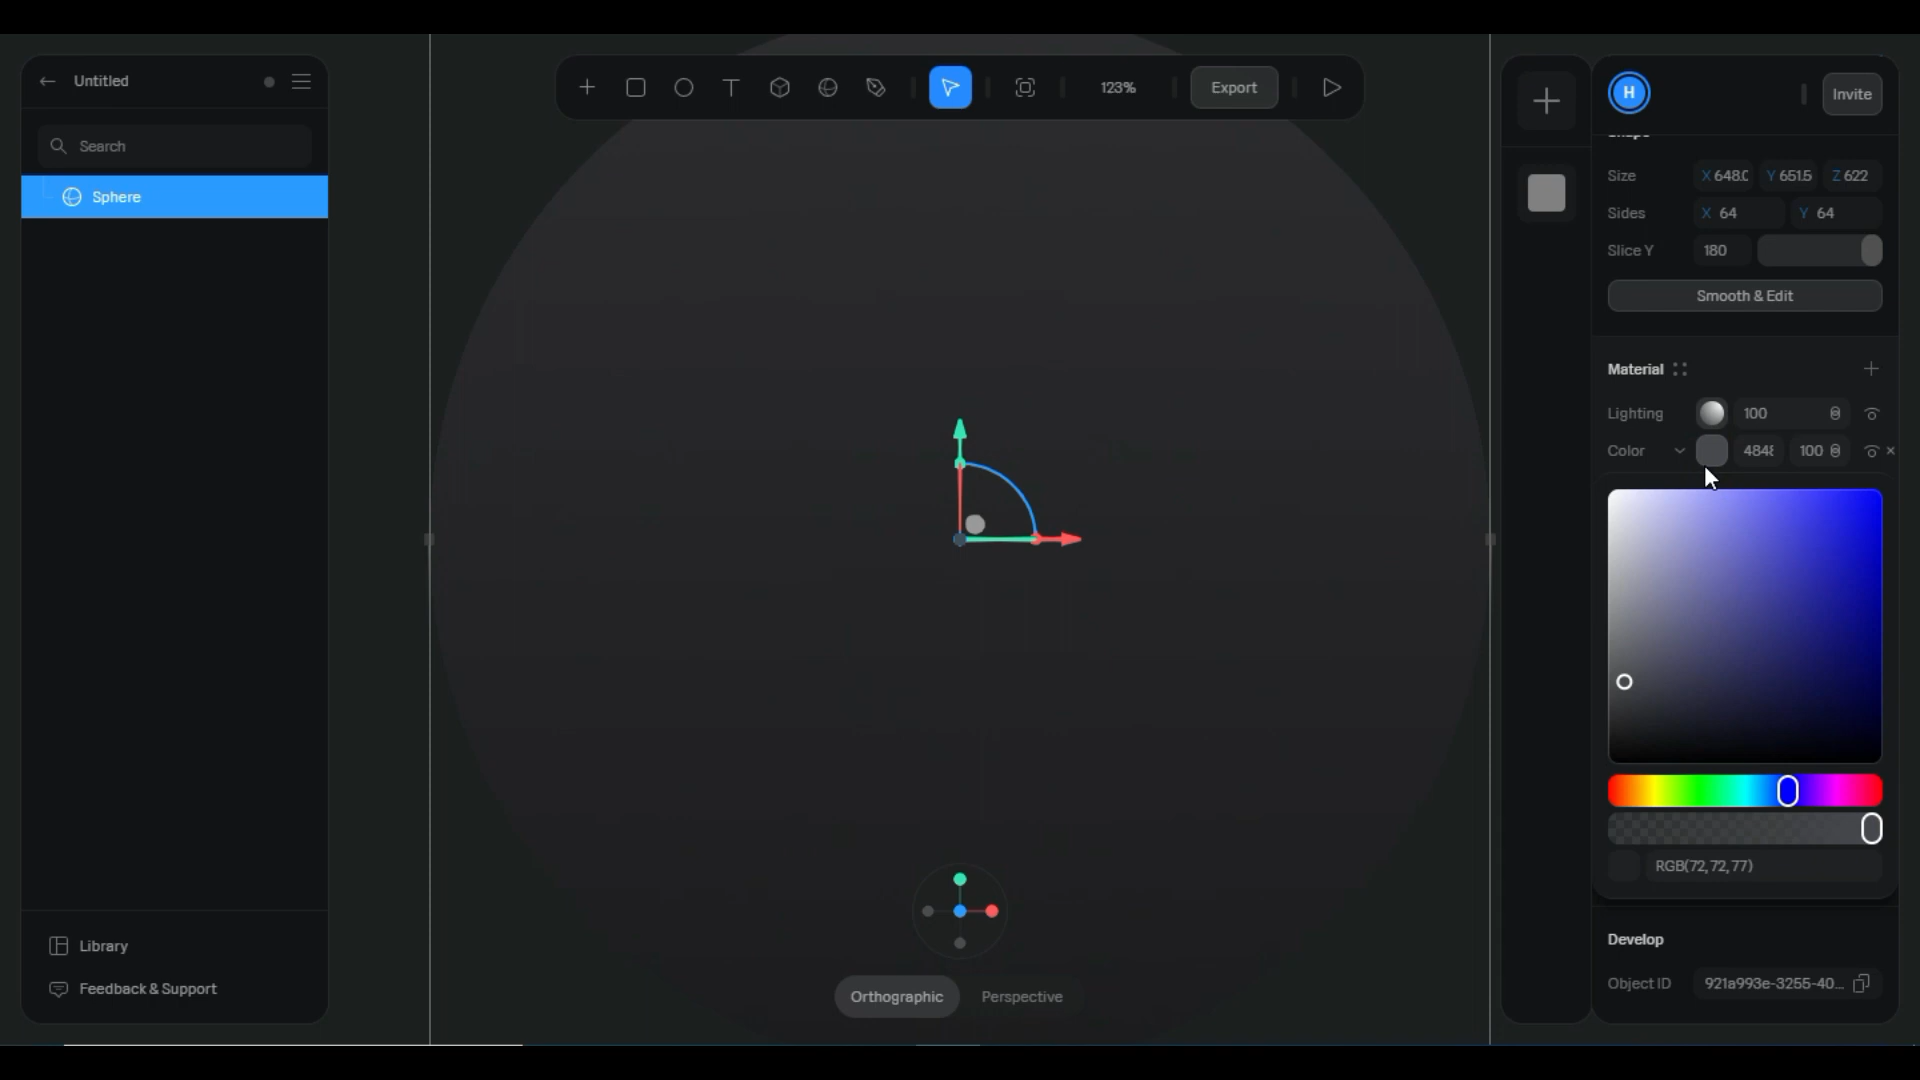 Untitled
Search
Sphere
Library
Feedback & Support
T
123%
Export
Orthographic
Perspective
H
Invite
Size X 648.0 Y 651.5 Z 622
Sides X 64 Y 64
Slice Y 180
Smooth & Edit
Material
Lighting 100
Color 4848 100
RGB(72, 72, 77)
Develop
Object ID 921a993e-3255-40...